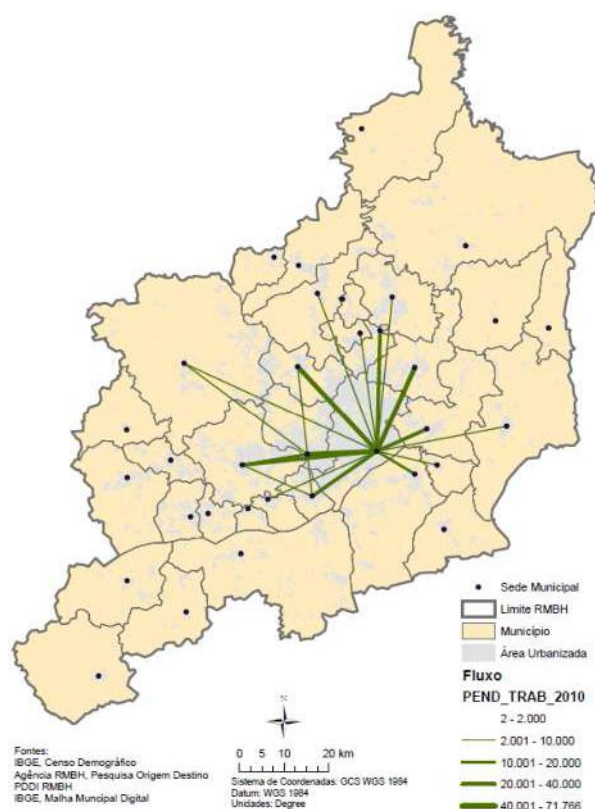 Sede Municipal
Limite RMBH
Município
Área Urbanizada
Fluxo
PEND_TRAB_2010
2 - 2.000
2.001 - 10.000
10.001 - 20.000
20.001 - 40.000
40.001 - 71.766
0 10 20 km
Sistema de Coordenadas: GCS WGS 1984
Datum: WGS 1984
Unidades: Degree
Fontes:
IBGE, Censo Demográfico
Agência RMBH, Pesquisa Origem Destino
PDDI RMBH
IBGE, Malha Muncipal Digital